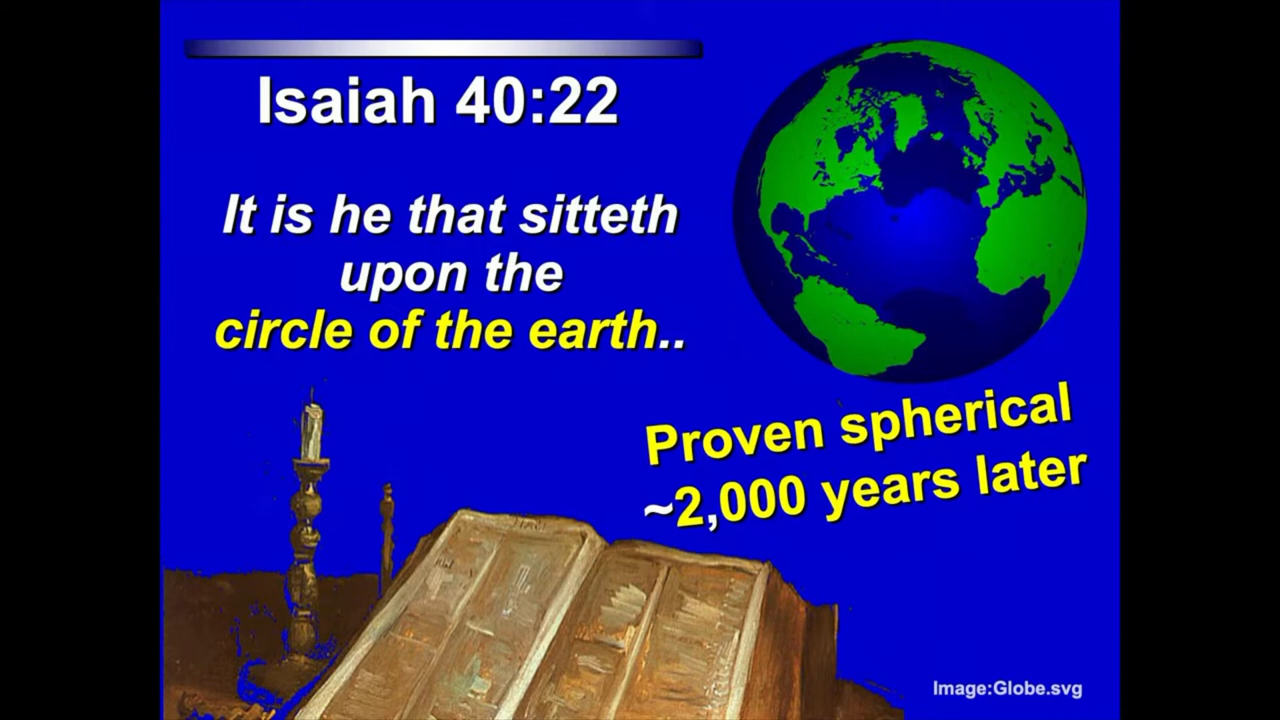 Isaiah 40:22
It is he that sitteth
upon the
circle of the earth..
Proven spherical
~2,000 years later
Image:Globe.svg